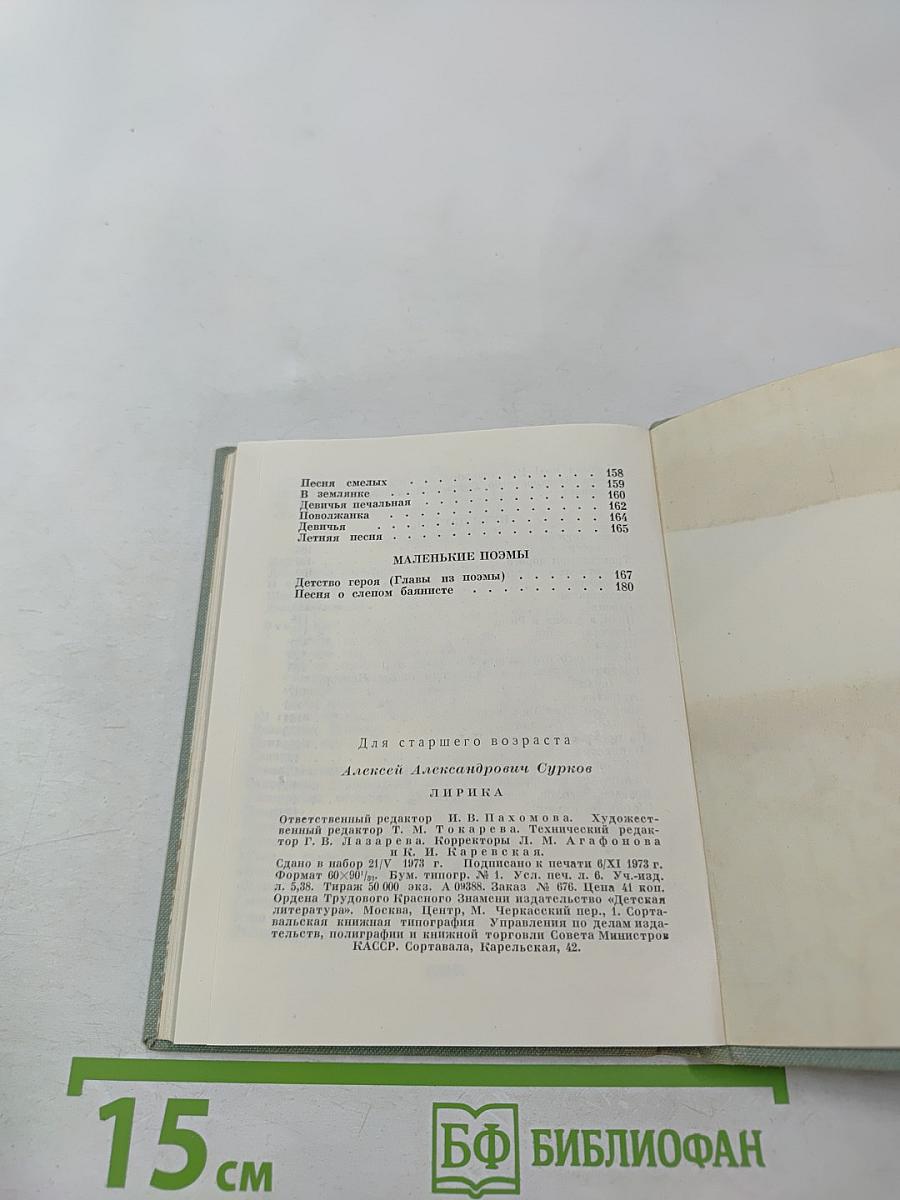 Песня смелых . . . . . . . . . . . . . 158
В землянке . . . . . . . . . . . . . . 159
Девичья печальная . . . . . . . . . . . 160
Поволжанка . . . . . . . . . . . . . . 162
Девичья . . . . . . . . . . . . . . . 164
Летняя песня . . . . . . . . . . . . . 165
МАЛЕНЬКИЕ ПОЭМЫ
Детство героя (Главы из поэмы) . . . . . . 167
Песня о слепом баянисте . . . . . . . . . 180
Для старшего возраста
Алексей Александрович Сурков
ЛИРИКА
Ответственный редактор И. В. Пахомова. Художест-
венный редактор Т. М. Токарева. Технический редак-
тор Г. В. Лазарева. Корректоры Л. М. Агафонова
и К. И. Каревская.
Сдано в набор 21/V 1973 г. Подписано к печати 6/XI 1973 г.
Формат 60×90¹/₃₂. Бум. типогр. № 1. Усл. печ. л. 6. Уч.-изд.
л. 5,38. Тираж 50 000 экз. А 09388. Заказ № 676. Цена 41 коп.
Ордена Трудового Красного Знамени издательство «Детская
литература». Москва, Центр, М. Черкасский пер., 1. Сорта-
вальская книжная типография Управления по делам изда-
тельств, полиграфии и книжной торговли Совета Министров
КАССР. Сортавала, Карельская, 42.
15 см
БФ БИБЛИОФАН